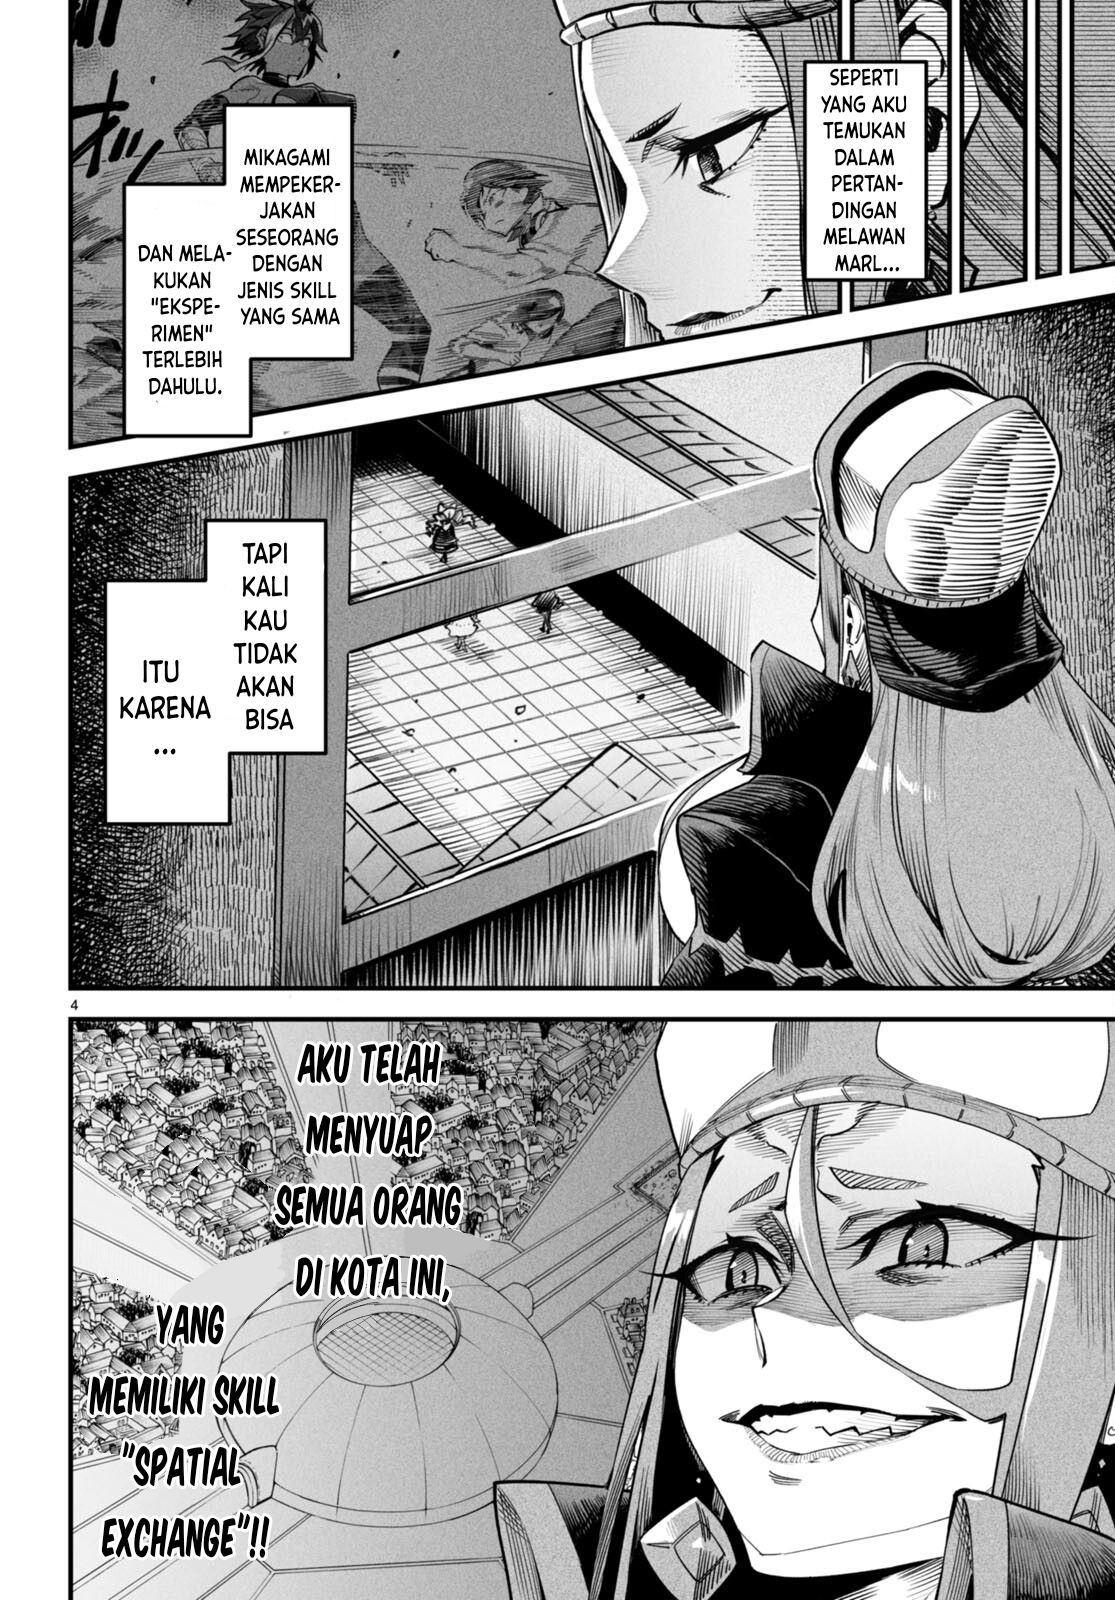 SEPERTI
YANG AKU
TEMUKAN
DALAM
PERTAN-
DINGAN
MELAWAN
MARL...
MIKAGAMI
MEMPEKER-
JAKAN
SESEORANG
DENGAN
JENIS SKILL
YANG SAMA
DAN MELA-
KUKAN
"EKSPE-
RIMEN"
TERLEBIH
DAHULU.
TAPI
KALI
KAU
TIDAK
AKAN
BISA
ITU
KARENA
...
4
AKU TELAH
MENYUAP
SEMUA ORANG
DI KOTA INI,
YANG
MEMILIKI SKILL
"SPATIAL
EXCHANGE"!!